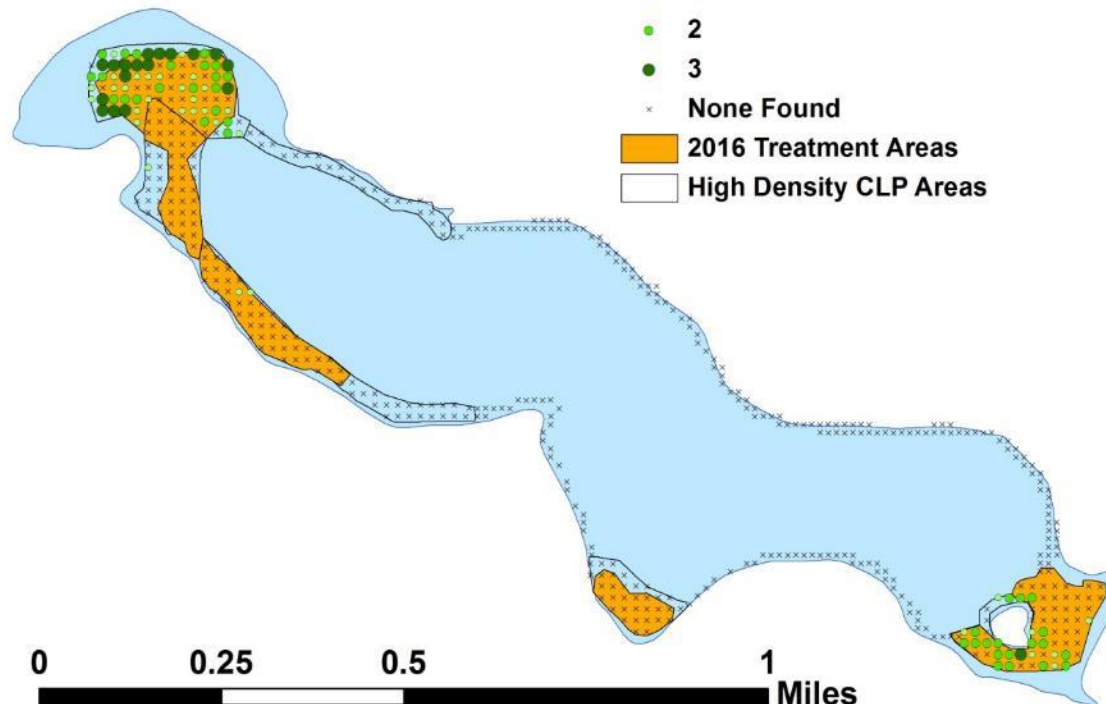 2
3
None Found
2016 Treatment Areas
High Density CLP Areas
0 0.25 0.5 1
Miles